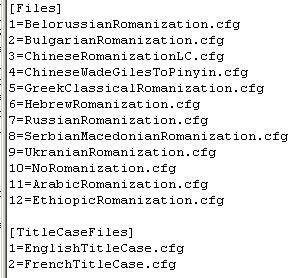 [Files]
1=BelorussianRomanization.cfg
2=BulgarianRomanization.cfg
3=ChineseRomanizationLC.cfg
4=ChineseWadeGilesToPinyin.cfg
5=GreekClassicalRomanization.cfg
6=HebrewRomanization.cfg
7=RussianRomanization.cfg
8=SerbianMacedonianRomanization.cfg
9=UkranianRomanization.cfg
10=NoRomanization.cfg
11=ArabicRomanization.cfg
12=EthiopicRomanization.cfg

[TitleCaseFiles]
1=EnglishTitleCase.cfg
2=FrenchTitleCase.cfg